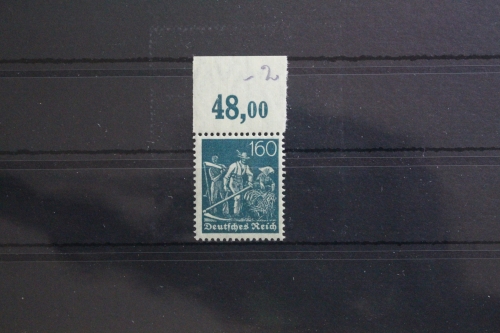 - 2
48,00
160
Deutsches Reich